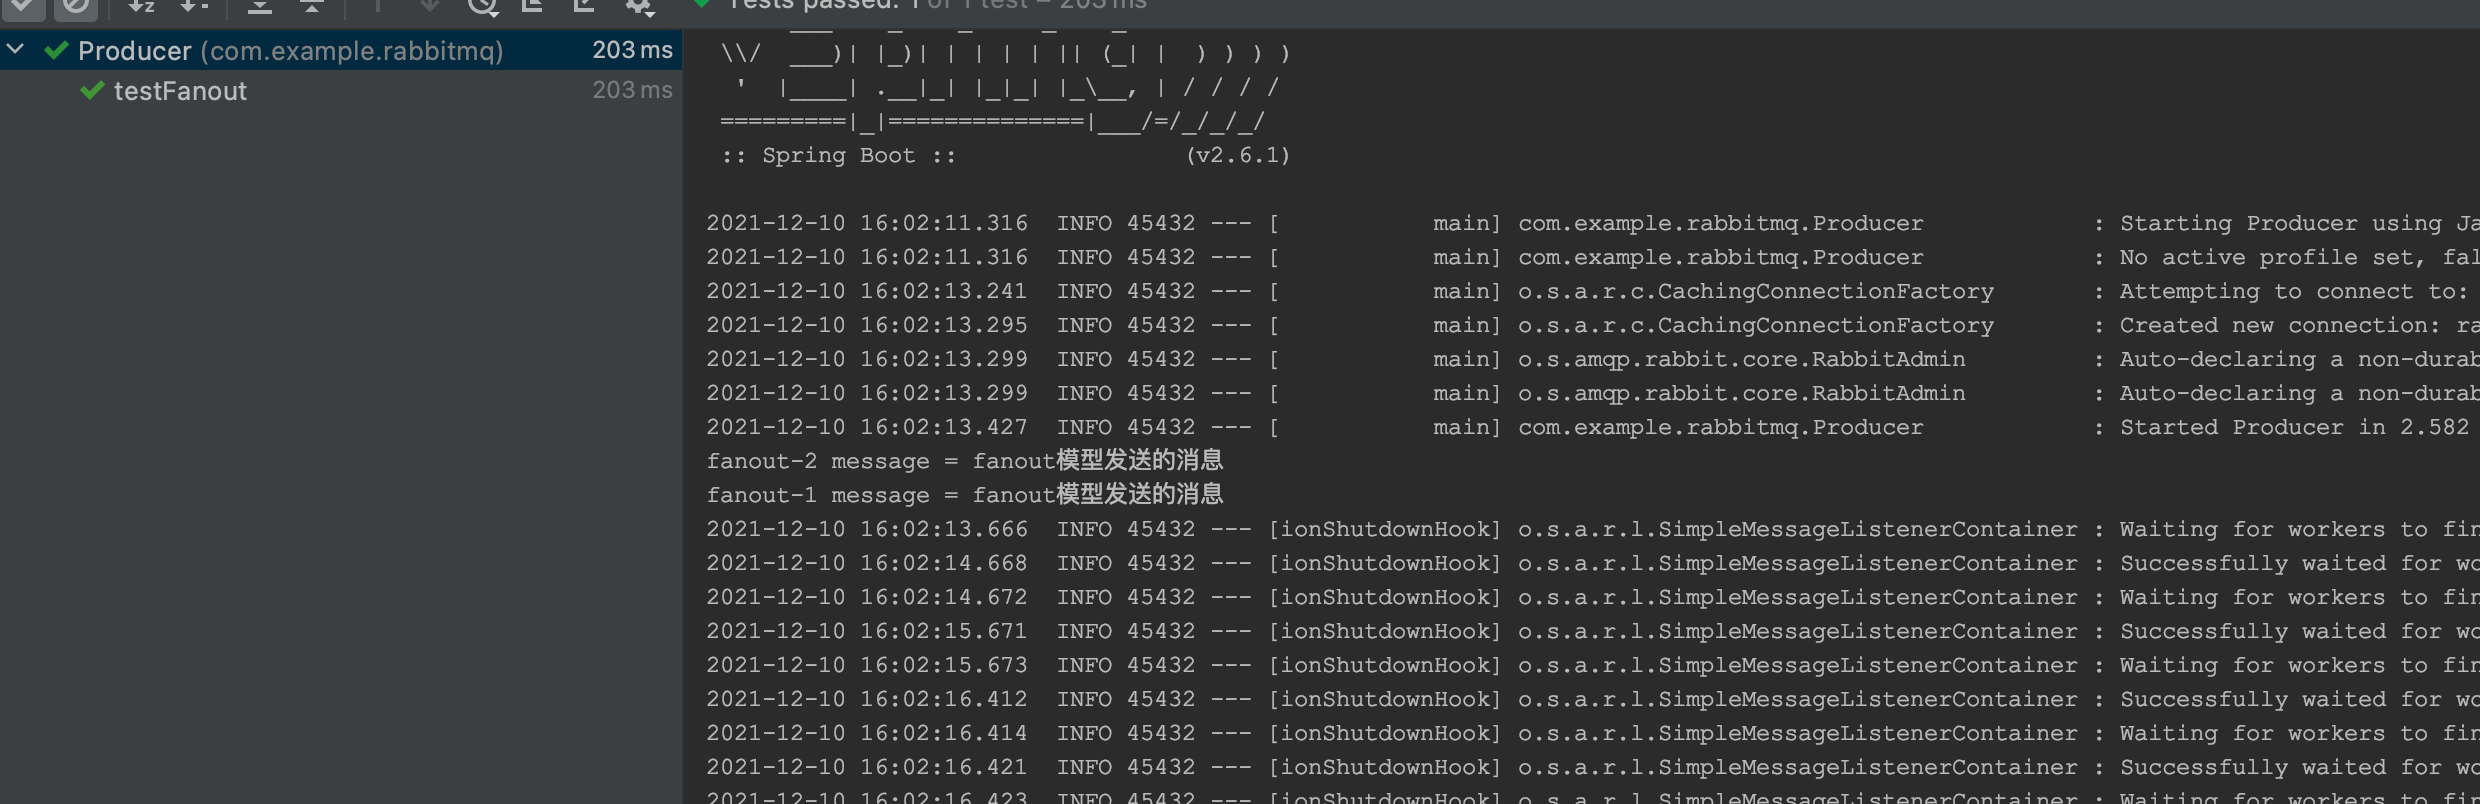 Tests passed: 1 of 1 test – 203 ms
Producer (com.example.rabbitmq) 203 ms
testFanout 203 ms
\\/  ___)| |_)| | | | | || (_| |  ) ) ) )
'  |____| .__|_| |_|_| |_\__, | / / / /
=========|_|==============|___/=/_/_/_/
:: Spring Boot ::                (v2.6.1)
2021-12-10 16:02:11.316  INFO 45432 --- [           main] com.example.rabbitmq.Producer            : Starting Producer using Ja
2021-12-10 16:02:11.316  INFO 45432 --- [           main] com.example.rabbitmq.Producer            : No active profile set, fal
2021-12-10 16:02:13.241  INFO 45432 --- [           main] o.s.a.r.c.CachingConnectionFactory       : Attempting to connect to:
2021-12-10 16:02:13.295  INFO 45432 --- [           main] o.s.a.r.c.CachingConnectionFactory       : Created new connection: ra
2021-12-10 16:02:13.299  INFO 45432 --- [           main] o.s.amqp.rabbit.core.RabbitAdmin         : Auto-declaring a non-durab
2021-12-10 16:02:13.299  INFO 45432 --- [           main] o.s.amqp.rabbit.core.RabbitAdmin         : Auto-declaring a non-durab
2021-12-10 16:02:13.427  INFO 45432 --- [           main] com.example.rabbitmq.Producer            : Started Producer in 2.582
fanout-2 message = fanout模型发送的消息
fanout-1 message = fanout模型发送的消息
2021-12-10 16:02:13.666  INFO 45432 --- [ionShutdownHook] o.s.a.r.l.SimpleMessageListenerContainer : Waiting for workers to fin
2021-12-10 16:02:14.668  INFO 45432 --- [ionShutdownHook] o.s.a.r.l.SimpleMessageListenerContainer : Successfully waited for wo
2021-12-10 16:02:14.672  INFO 45432 --- [ionShutdownHook] o.s.a.r.l.SimpleMessageListenerContainer : Waiting for workers to fin
2021-12-10 16:02:15.671  INFO 45432 --- [ionShutdownHook] o.s.a.r.l.SimpleMessageListenerContainer : Successfully waited for wo
2021-12-10 16:02:15.673  INFO 45432 --- [ionShutdownHook] o.s.a.r.l.SimpleMessageListenerContainer : Waiting for workers to fin
2021-12-10 16:02:16.412  INFO 45432 --- [ionShutdownHook] o.s.a.r.l.SimpleMessageListenerContainer : Successfully waited for wo
2021-12-10 16:02:16.414  INFO 45432 --- [ionShutdownHook] o.s.a.r.l.SimpleMessageListenerContainer : Waiting for workers to fin
2021-12-10 16:02:16.421  INFO 45432 --- [ionShutdownHook] o.s.a.r.l.SimpleMessageListenerContainer : Successfully waited for wo
2021-12-10 16:02:16.423  INFO 45432 --- [ionShutdownHook] o.s.a.r.l.SimpleMessageListenerContainer : Waiting for workers to fin